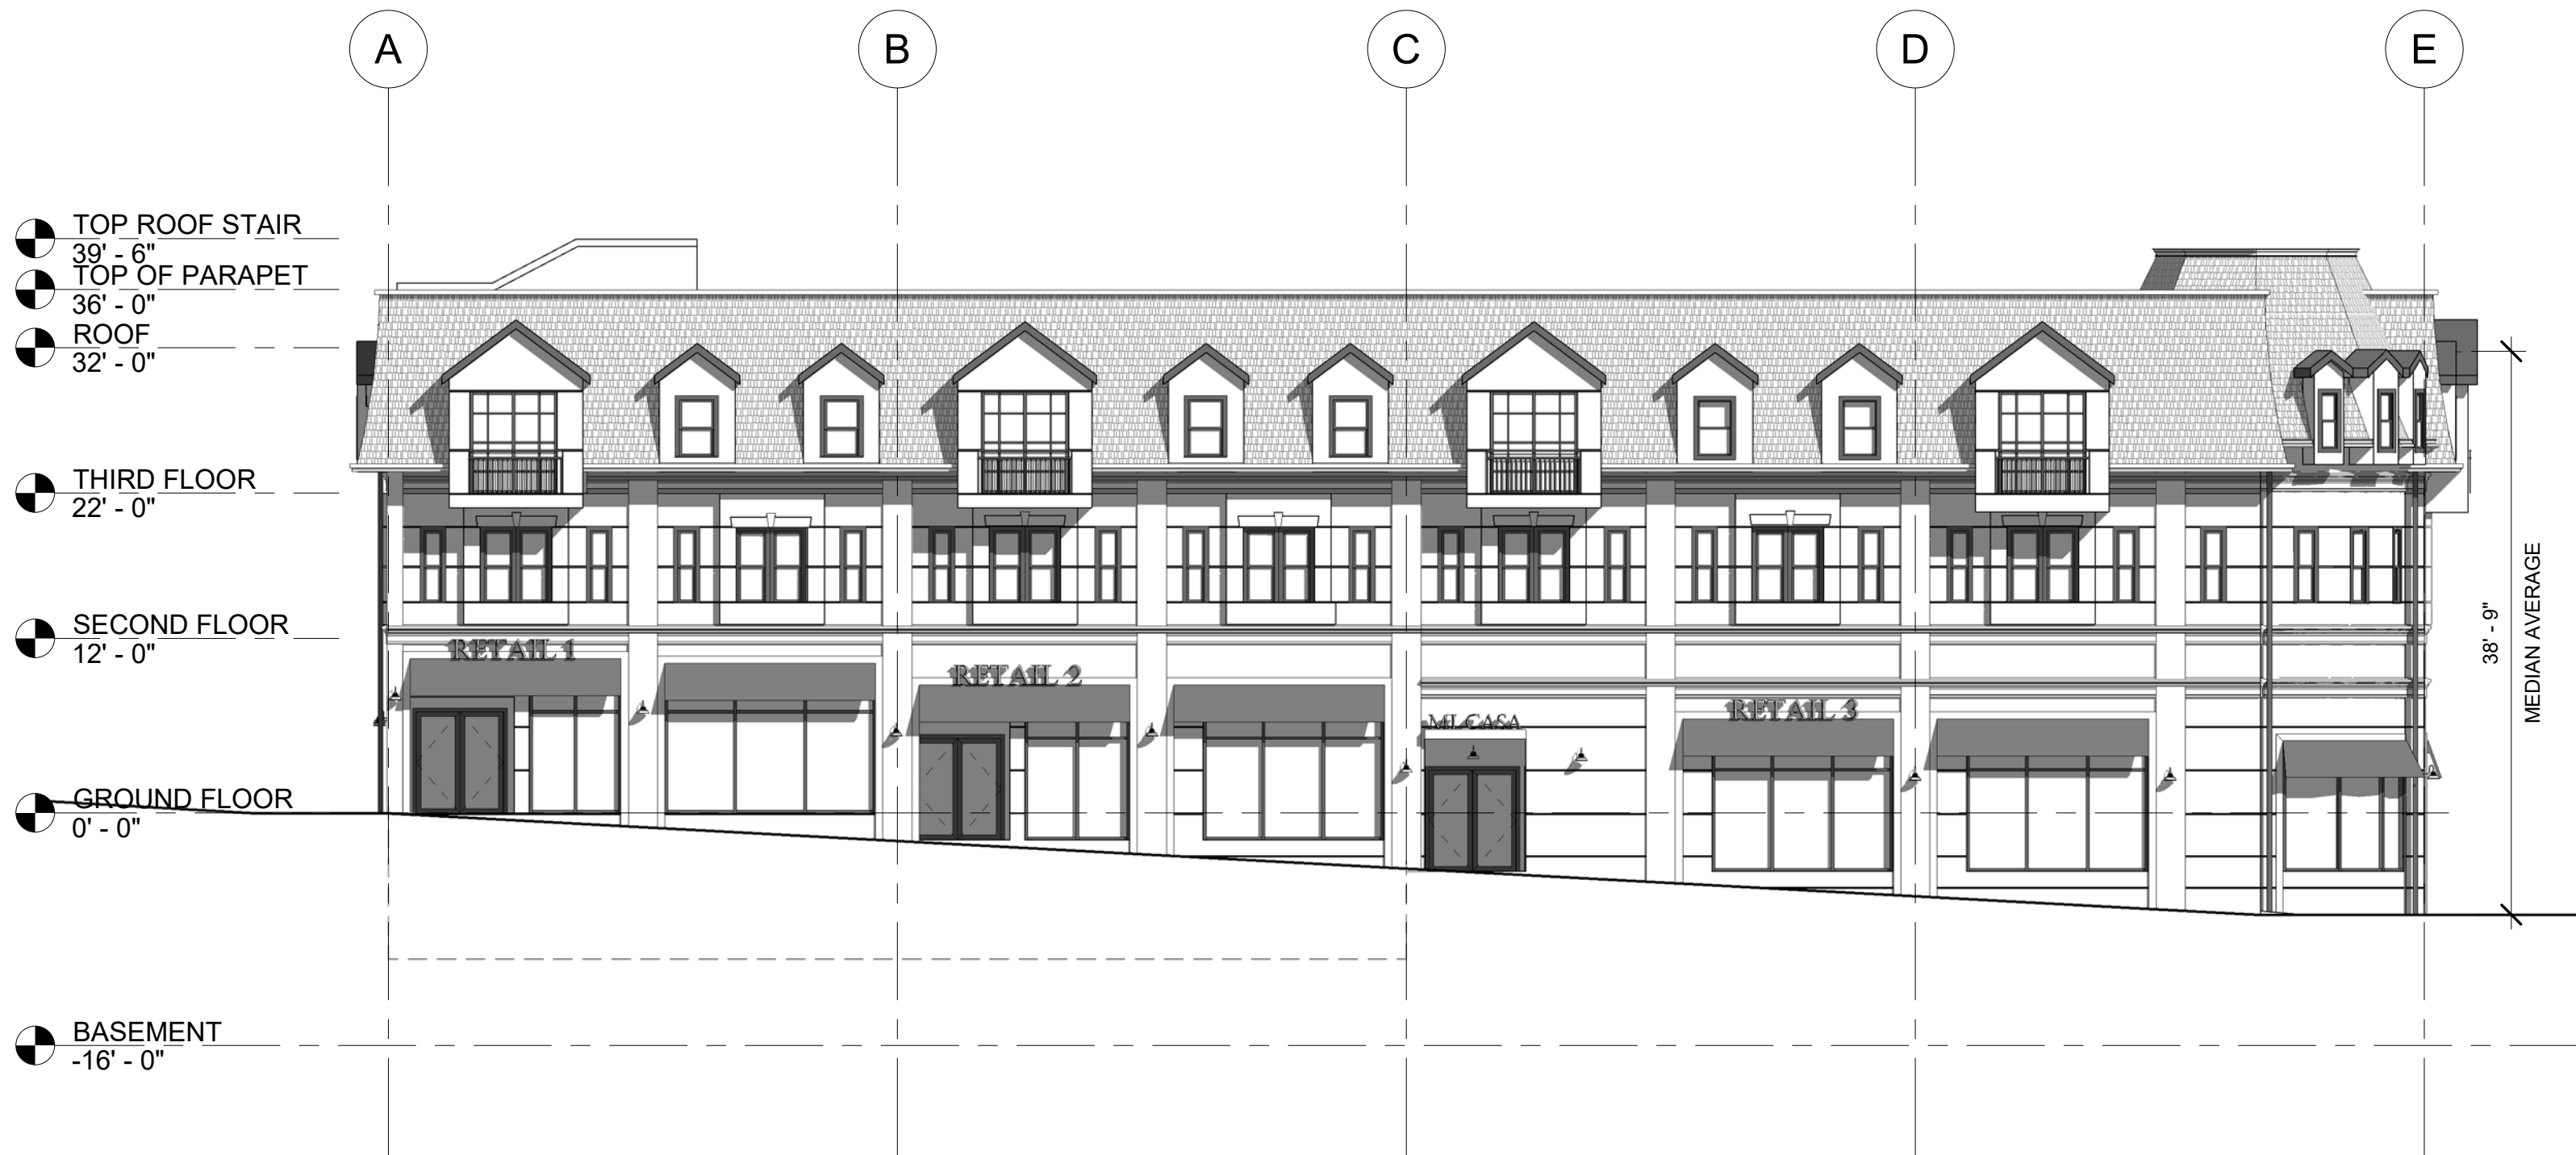 A
B
C
D
E
TOP ROOF STAIR
39' - 6"
TOP OF PARAPET
36' - 0"
ROOF
32' - 0"
THIRD FLOOR
22' - 0"
SECOND FLOOR
12' - 0"
GROUND FLOOR
0' - 0"
BASEMENT
-16' - 0"
RETAIL 1
RETAIL 2
MI CASA
RETAIL 3
38' - 9"
MEDIAN AVERAGE